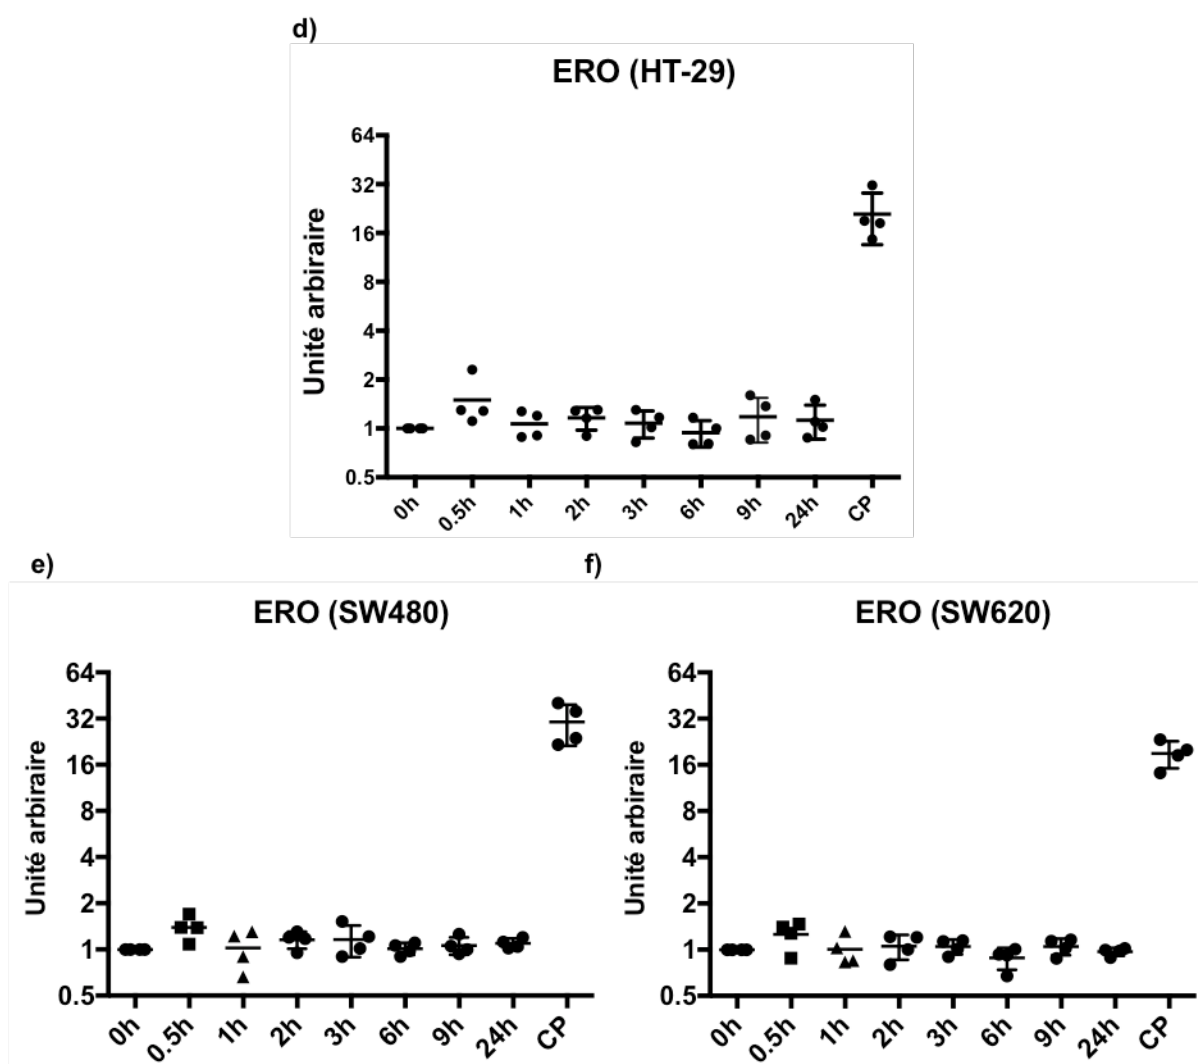 d)
ERO (HT-29)
Unité arbiraire
64
32
16
8
4
2
1
0.5
0h 0.5h 1h 2h 3h 6h 9h 24h CP
e)
ERO (SW480)
Unité arbiraire
64
32
16
8
4
2
1
0.5
0h 0.5h 1h 2h 3h 6h 9h 24h CP
f)
ERO (SW620)
Unité arbiraire
64
32
16
8
4
2
1
0.5
0h 0.5h 1h 2h 3h 6h 9h 24h CP